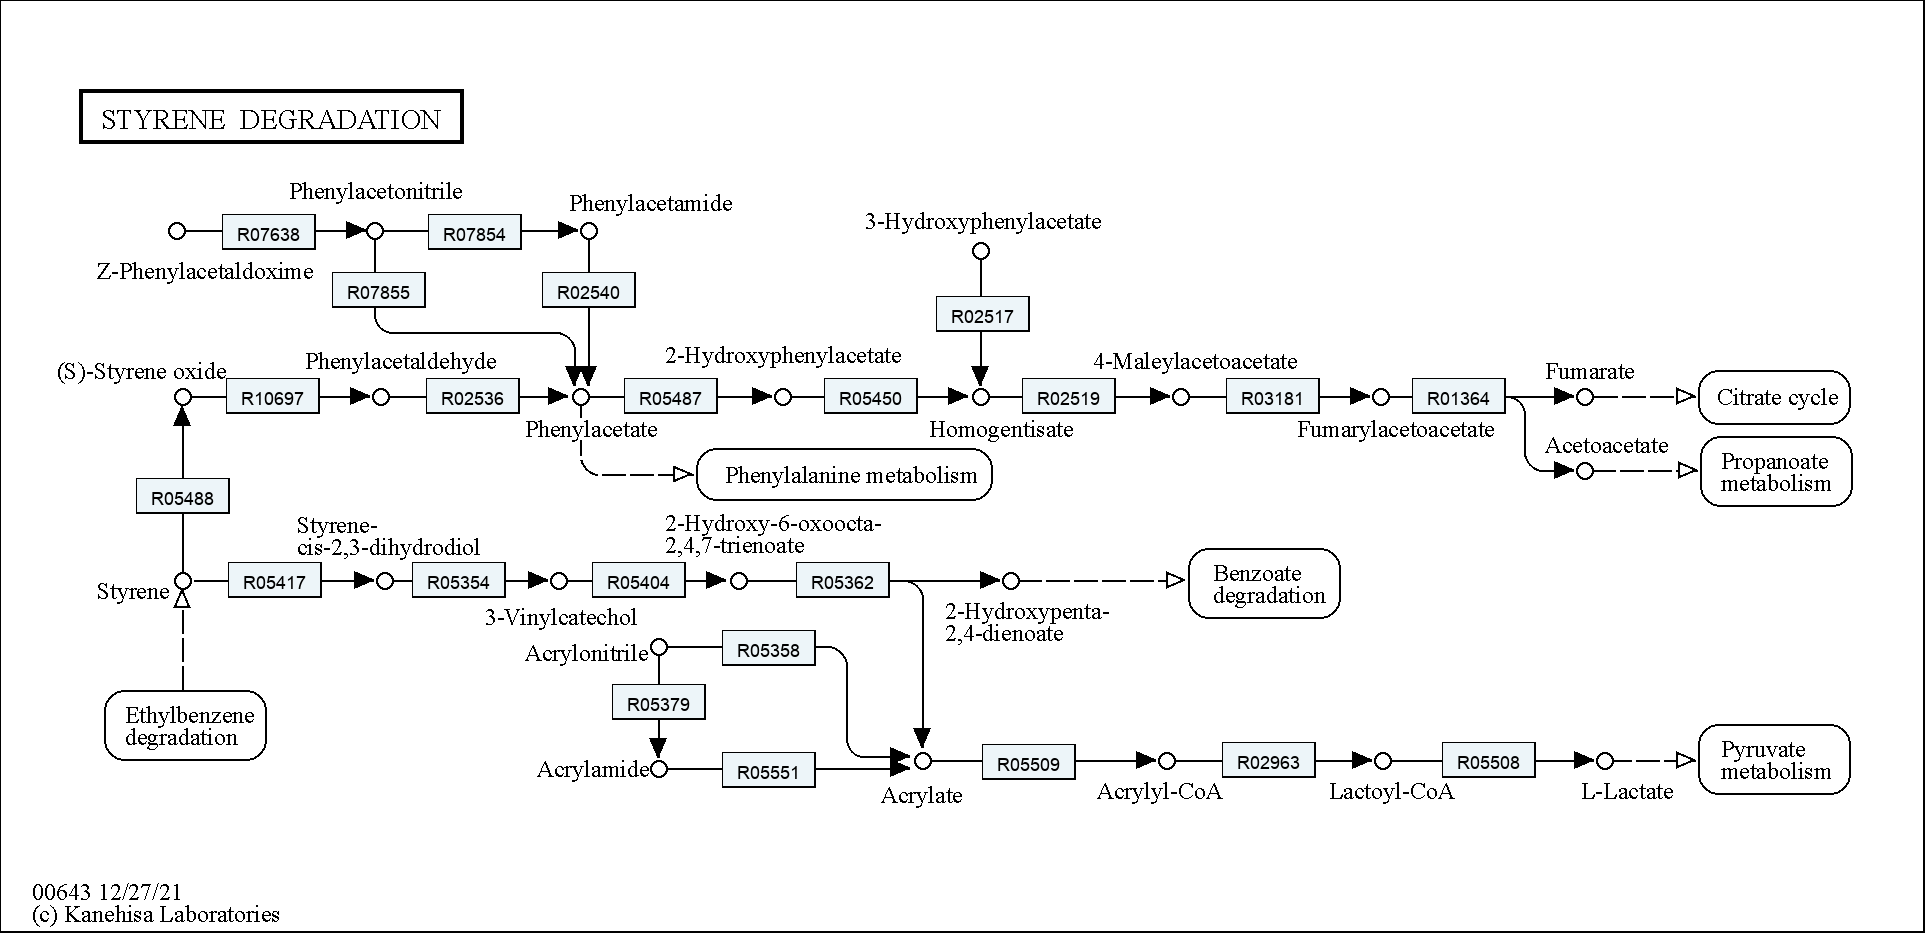 STYRENE DEGRADATION
Phenylacetonitrile
Phenylacetamide
3-Hydroxyphenylacetate
R07638
R07854
Z-Phenylacetaldoxime
R07855
R02540
R02517
(S)-Styrene oxide
Phenylacetaldehyde
2-Hydroxyphenylacetate
4-Maleylacetoacetate
Fumarate
R10697
R02536
R05487
R05450
R02519
R03181
R01364
Citrate cycle
Phenylacetate
Homogentisate
Fumarylacetoacetate
Acetoacetate
Phenylalanine metabolism
Propanoate
metabolism
R05488
Styrene-
cis-2,3-dihydrodiol
2-Hydroxy-6-oxoocta-
2,4,7-trienoate
Styrene
R05417
R05354
R05404
R05362
Benzoate
degradation
3-Vinylcatechol
2-Hydroxypenta-
2,4-dienoate
Acrylonitrile
R05358
R05379
Ethylbenzene
degradation
Acrylamide
R05551
R05509
R02963
R05508
Pyruvate
metabolism
Acrylate
Acrylyl-CoA
Lactoyl-CoA
L-Lactate
00643 12/27/21
(c) Kanehisa Laboratories